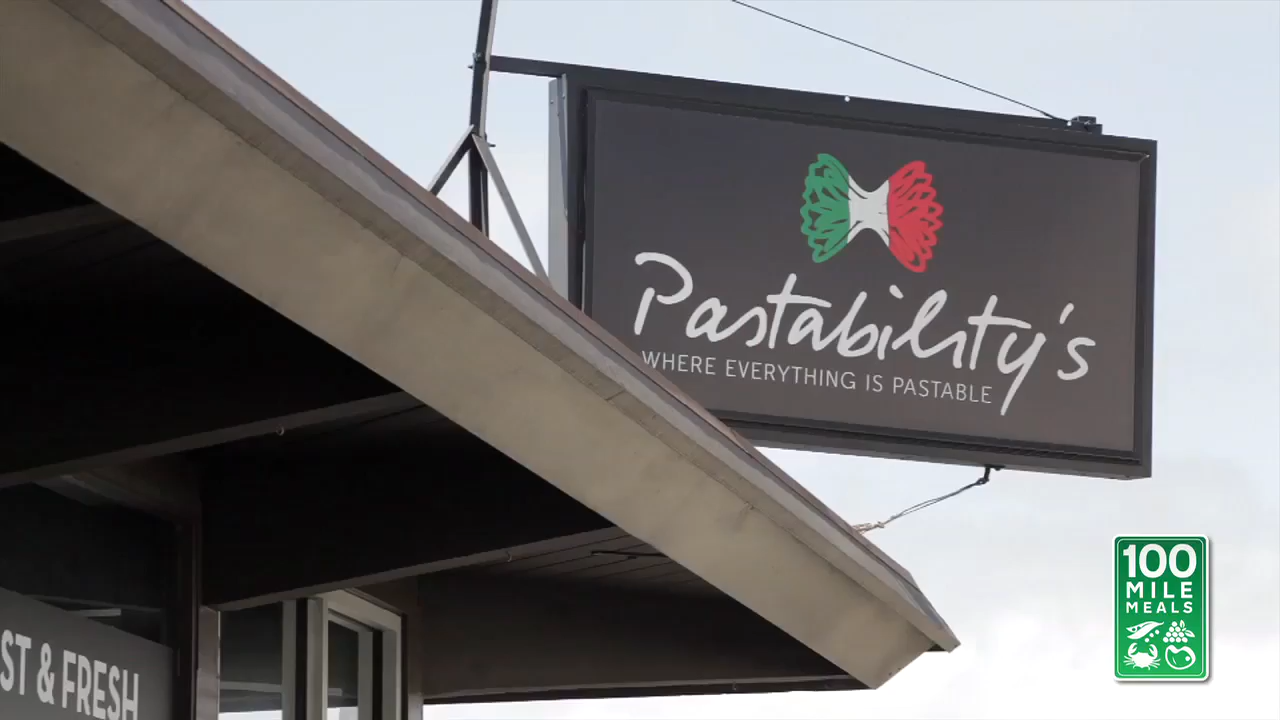 Pastability's
WHERE EVERYTHING IS PASTABLE
100
MILE
MEALS
ST & FRESH